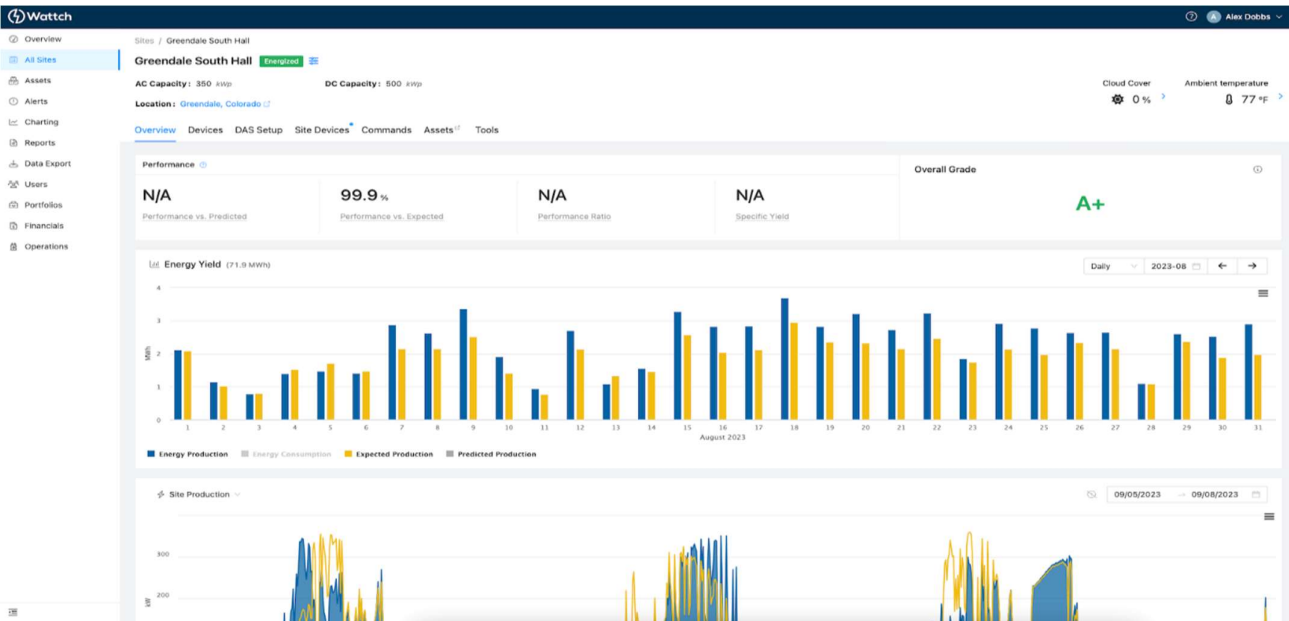 Wattch
Alex Dobbs
Overview
All Sites
Assets
Alerts
Charting
Reports
Data Export
Users
Portfolios
Financials
Operations
Sites / Greendale South Hall
Greendale South Hall Energized
AC Capacity: 350 kWp DC Capacity: 500 kWp
Location: Greendale, Colorado
Cloud Cover Ambient temperature
0 % 77 °F
Overview Devices DAS Setup Site Devices Commands Assets Tools
Performance
N/A 99.9 % N/A N/A
Performance vs. Predicted Performance vs. Expected Performance Ratio Specific Yield
Overall Grade
A+
Energy Yield (71.9 MWh)
Daily 2023-08
MWh
4
3
2
1
0
1 2 3 4 5 6 7 8 9 10 11 12 13 14 15 16 17 18 19 20 21 22 23 24 25 26 27 28 29 30 31
August 2023
Energy Production Energy Consumption Expected Production Predicted Production
Site Production
09/05/2023 → 09/08/2023
kW
300
200